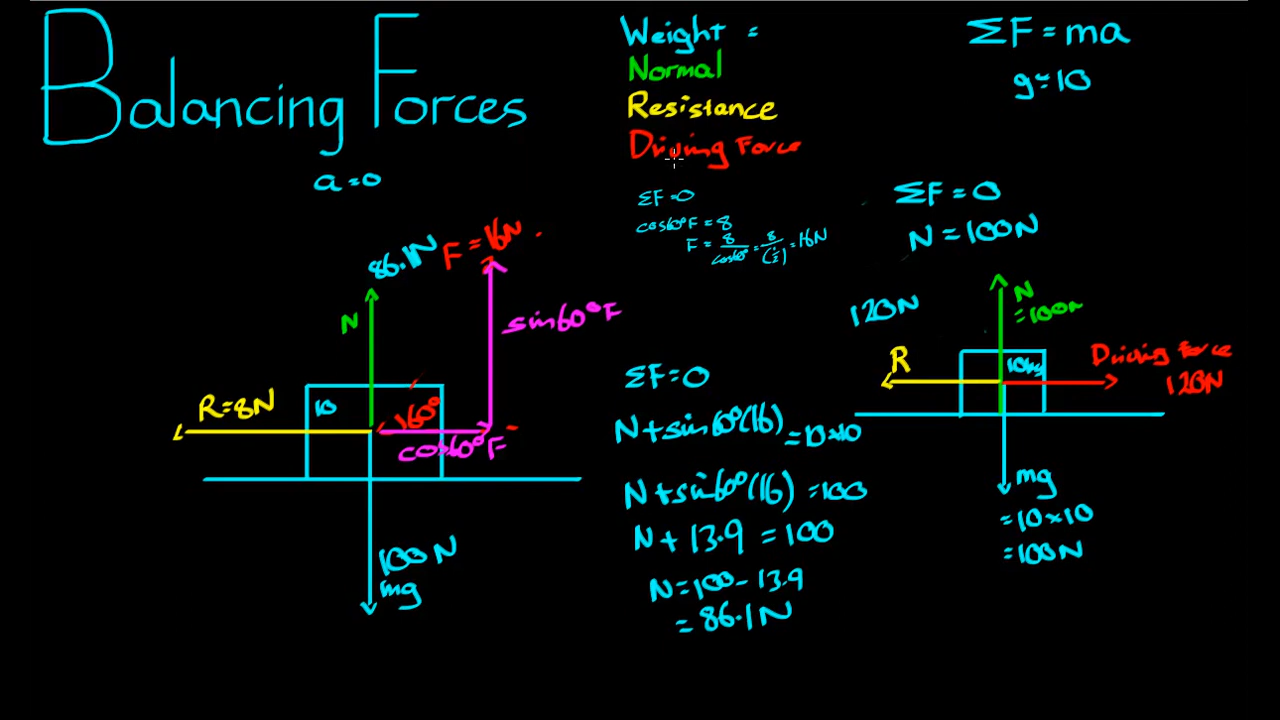 Balancing Forces
a=0
Weight =
Normal
Resistance
Driving Force
ΣF=ma
g=10
ΣF=0
cos60°F=8
F=8/cos60°=8/(½)=16N
ΣF=0
N=100N
86.1N
F=16N
N
sin60°F
R=8N
10
160°
cos60°F
100N
mg
ΣF=0
N+sin60°(16)=10×10
N+sin60°(16)=100
N+13.9=100
N=100-13.9
=86.1N
120N
R
N
=100N
Driving Force
120N
mg
=10×10
=100N